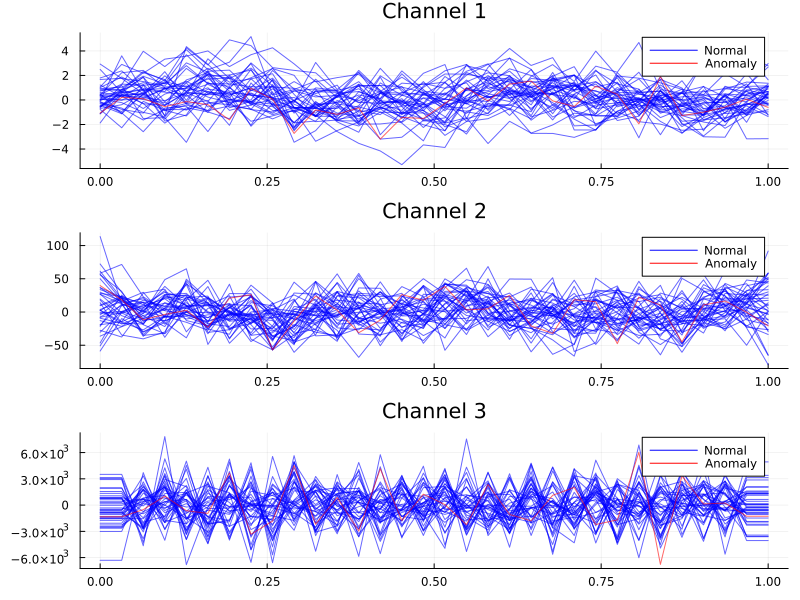 Channel 1
4
2
0
−2
−4
Normal
Anomaly
0.00 0.25 0.50 0.75 1.00
Channel 2
100
50
0
−50
Normal
Anomaly
0.00 0.25 0.50 0.75 1.00
Channel 3
6.0×10³
3.0×10³
0
−3.0×10³
−6.0×10³
Normal
Anomaly
0.00 0.25 0.50 0.75 1.00